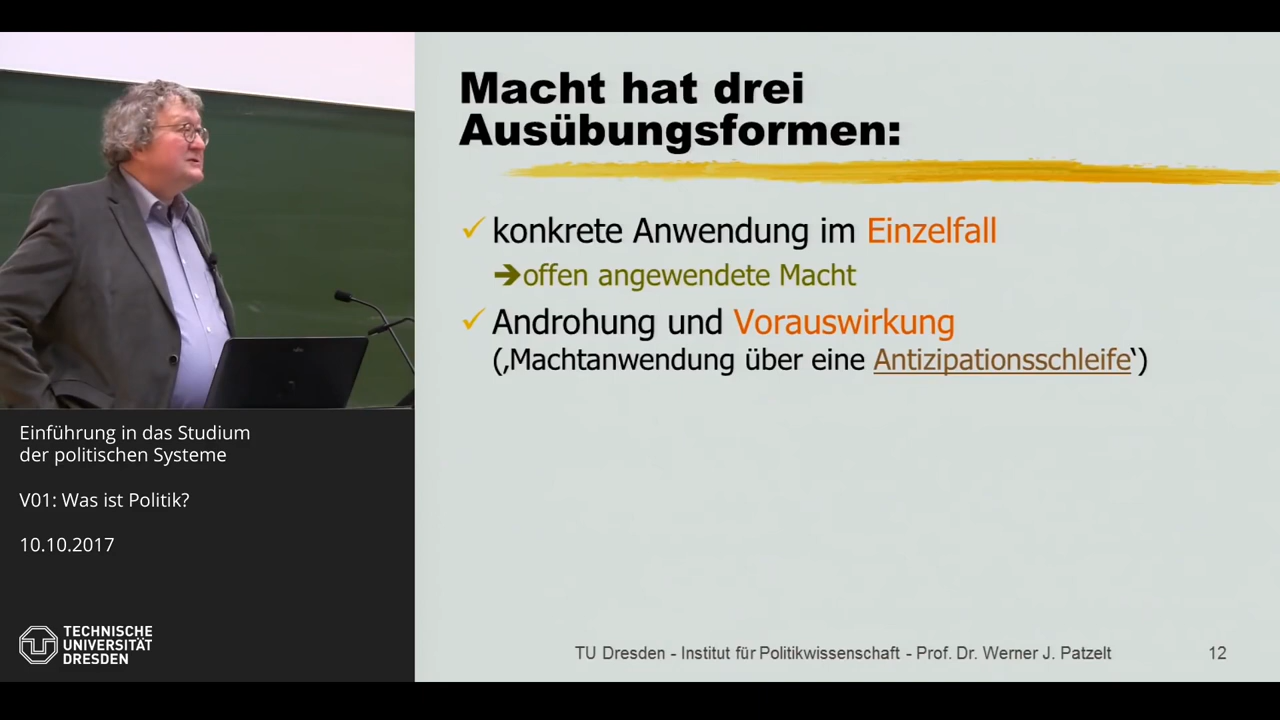 Macht hat drei
Ausübungsformen:
✓ konkrete Anwendung im Einzelfall
➔offen angewendete Macht
✓ Androhung und Vorauswirkung
(‚Machtanwendung über eine Antizipationsschleife‘)
Einführung in das Studium
der politischen Systeme
V01: Was ist Politik?
10.10.2017
TECHNISCHE
UNIVERSITÄT
DRESDEN
TU Dresden - Institut für Politikwissenschaft - Prof. Dr. Werner J. Patzelt
12